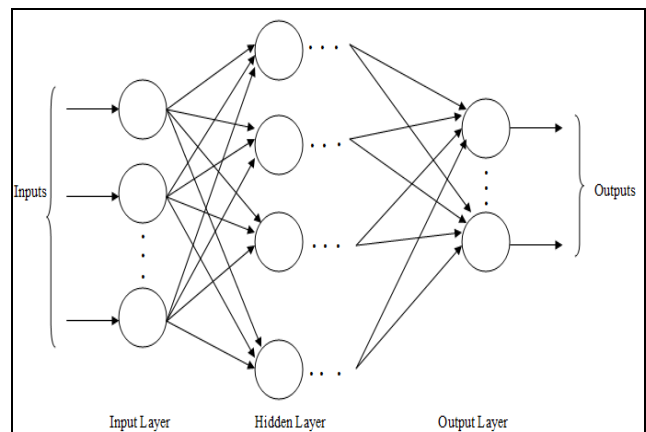 Inputs
Outputs
Input Layer
Hidden Layer
Output Layer